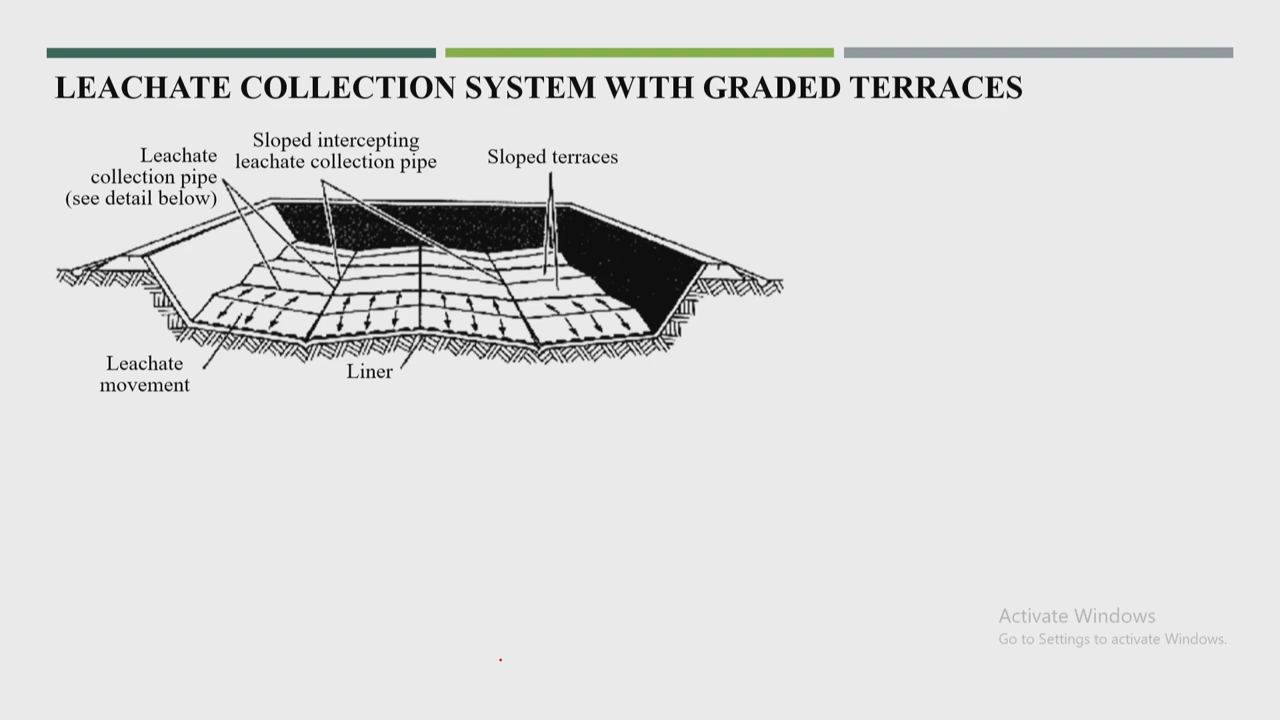 LEACHATE COLLECTION SYSTEM WITH GRADED TERRACES
Leachate
collection pipe
(see detail below)
Sloped intercepting
leachate collection pipe
Sloped terraces
Leachate
movement
Liner
Activate Windows
Go to Settings to activate Windows.